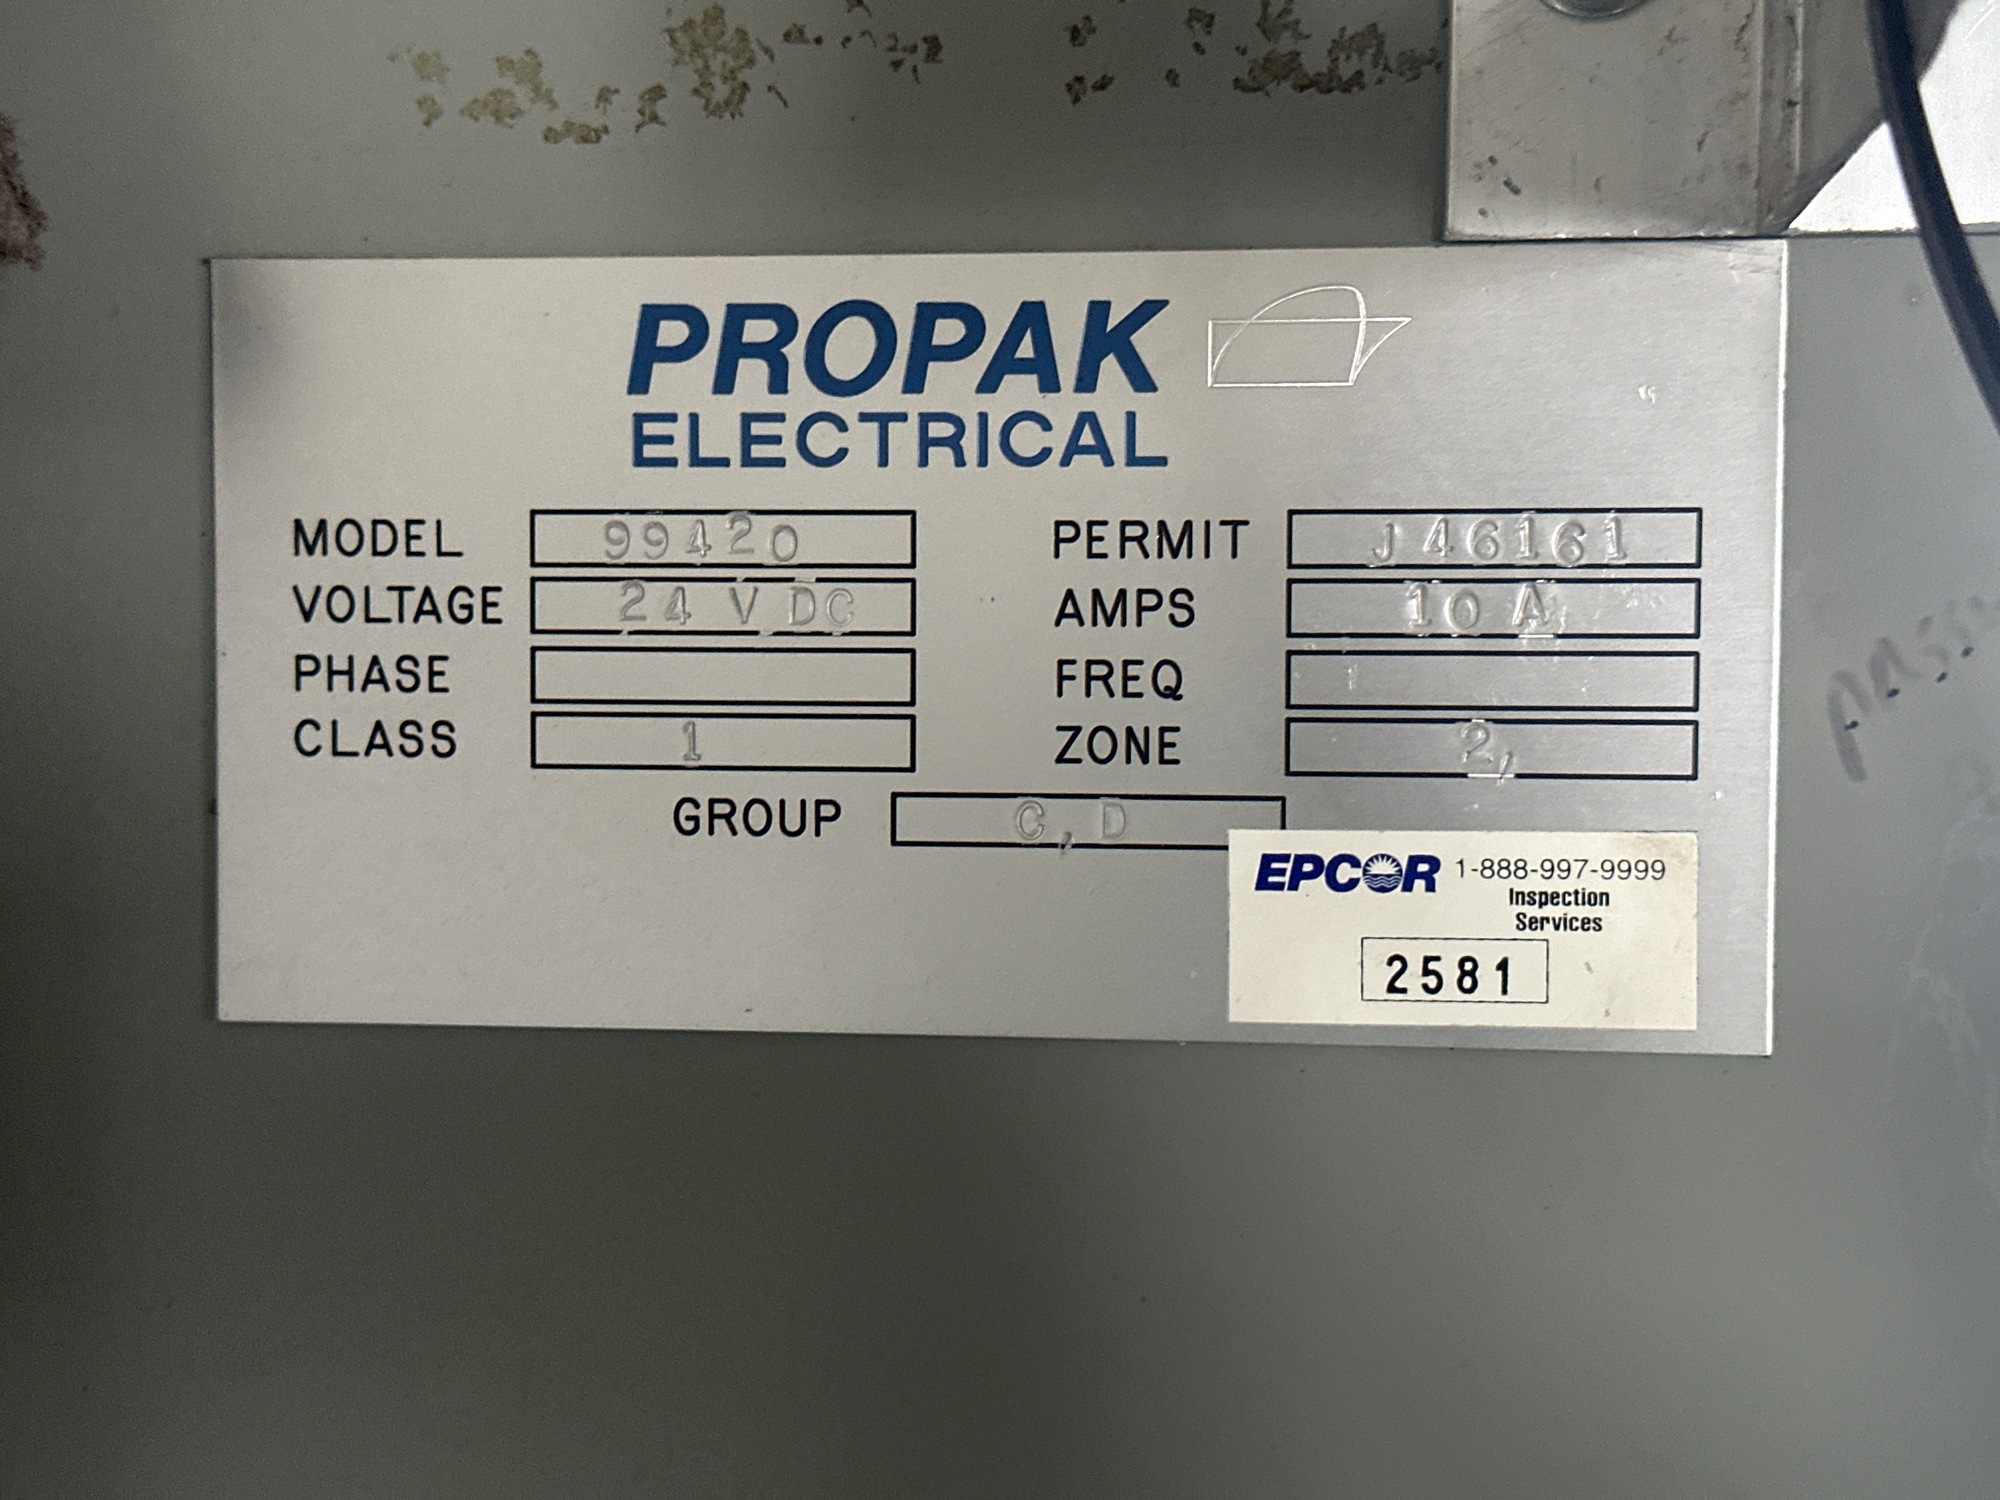 PROPAK
ELECTRICAL
MODEL 99420 PERMIT J46161
VOLTAGE 24 V DC AMPS 10 A
PHASE FREQ
CLASS 1 ZONE 2,
GROUP C, D
EPCOR 1-888-997-9999
Inspection
Services
2581